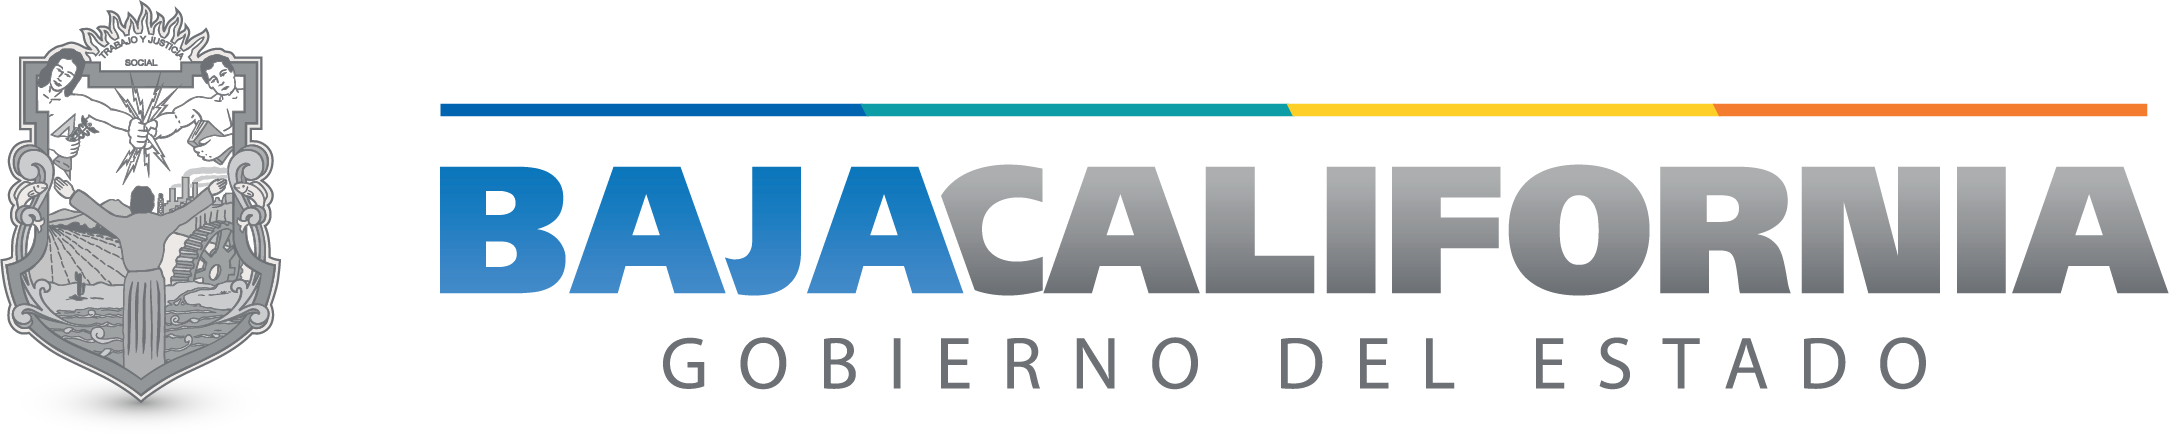 TRABAJO Y JUSTICIA
SOCIAL
BAJACALIFORNIA
GOBIERNO DEL ESTADO